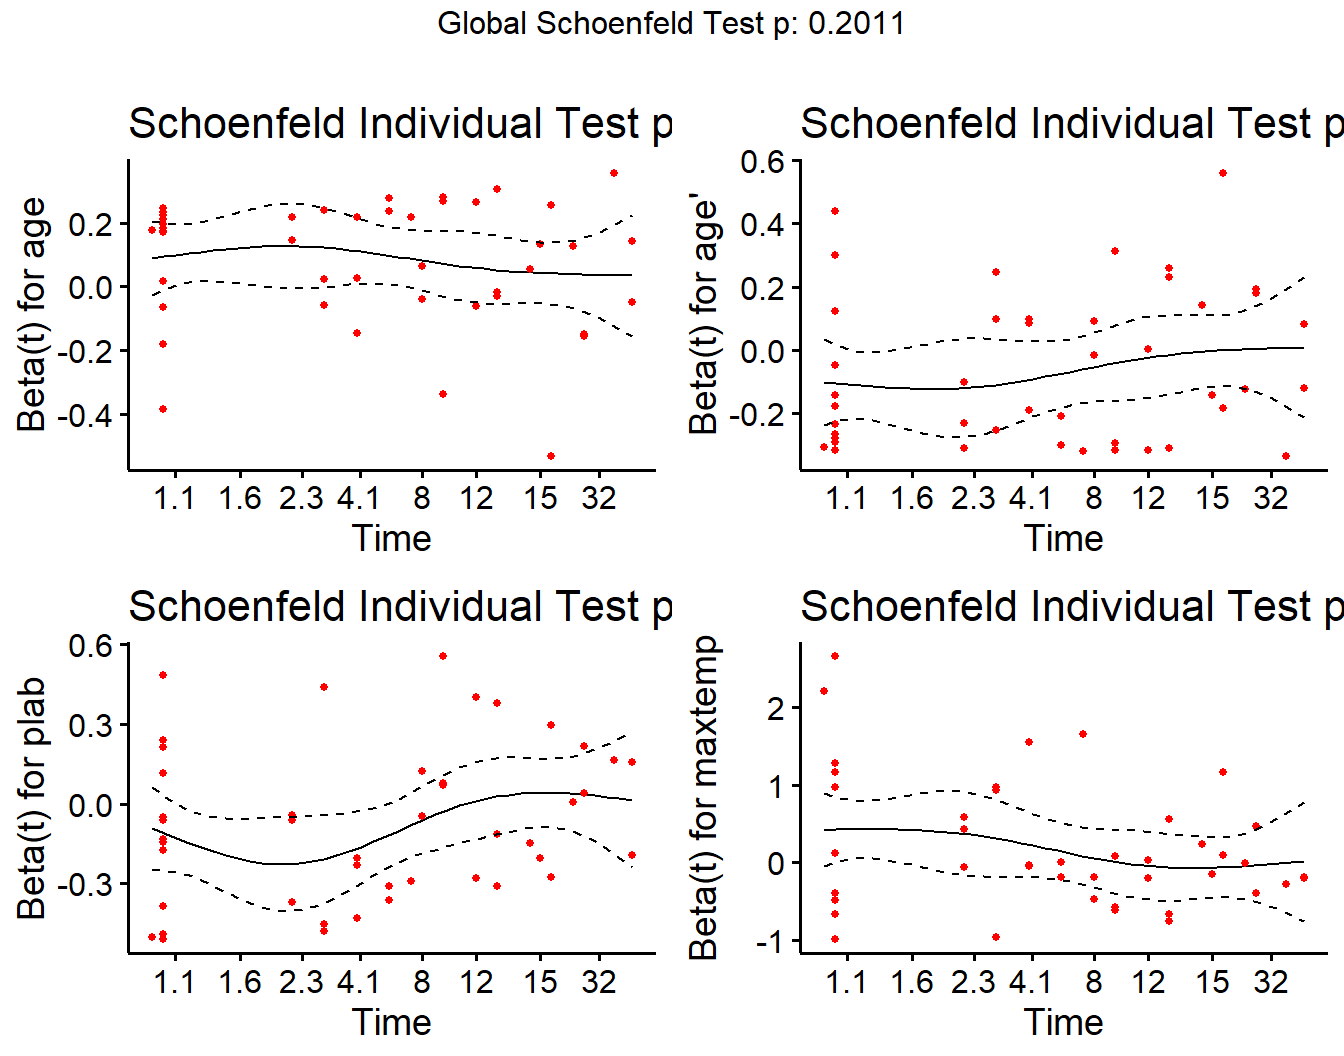 Global Schoenfeld Test p: 0.2011
Schoenfeld Individual Test p
Beta(t) for age
0.2
0.0
-0.2
-0.4
1.1 1.6 2.3 4.1 8 12 15 32
Time
Schoenfeld Individual Test p
Beta(t) for age'
0.6
0.4
0.2
0.0
-0.2
1.1 1.6 2.3 4.1 8 12 15 32
Time
Schoenfeld Individual Test p
Beta(t) for plab
0.6
0.3
0.0
-0.3
1.1 1.6 2.3 4.1 8 12 15 32
Time
Schoenfeld Individual Test p
Beta(t) for maxtemp
2
1
0
-1
1.1 1.6 2.3 4.1 8 12 15 32
Time